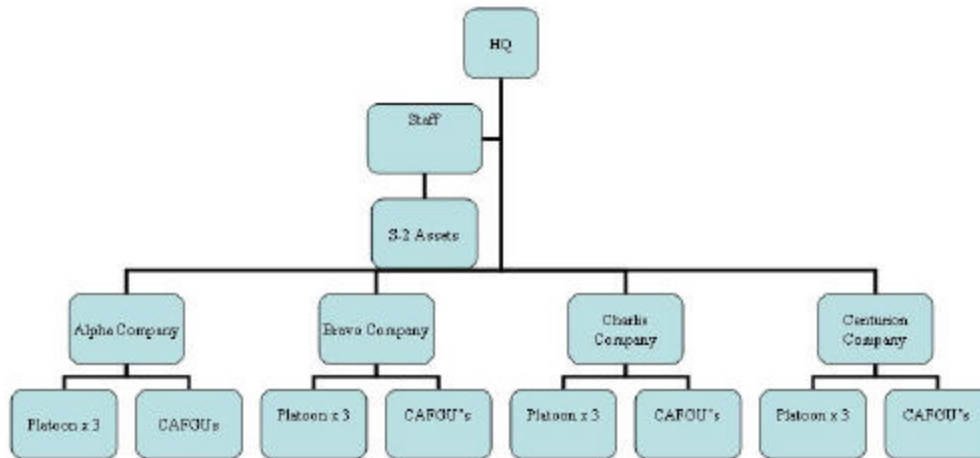 HQ
Staff
S-2 Assets
Alpha Company
Bravo Company
Charlie
Company
Centurion
Company
Platoon x 3
CAFGUs
Platoon x 3
CAFGU"s
Platoon x 3
CAFGU"s
Platoon x 3
CAFGU"s